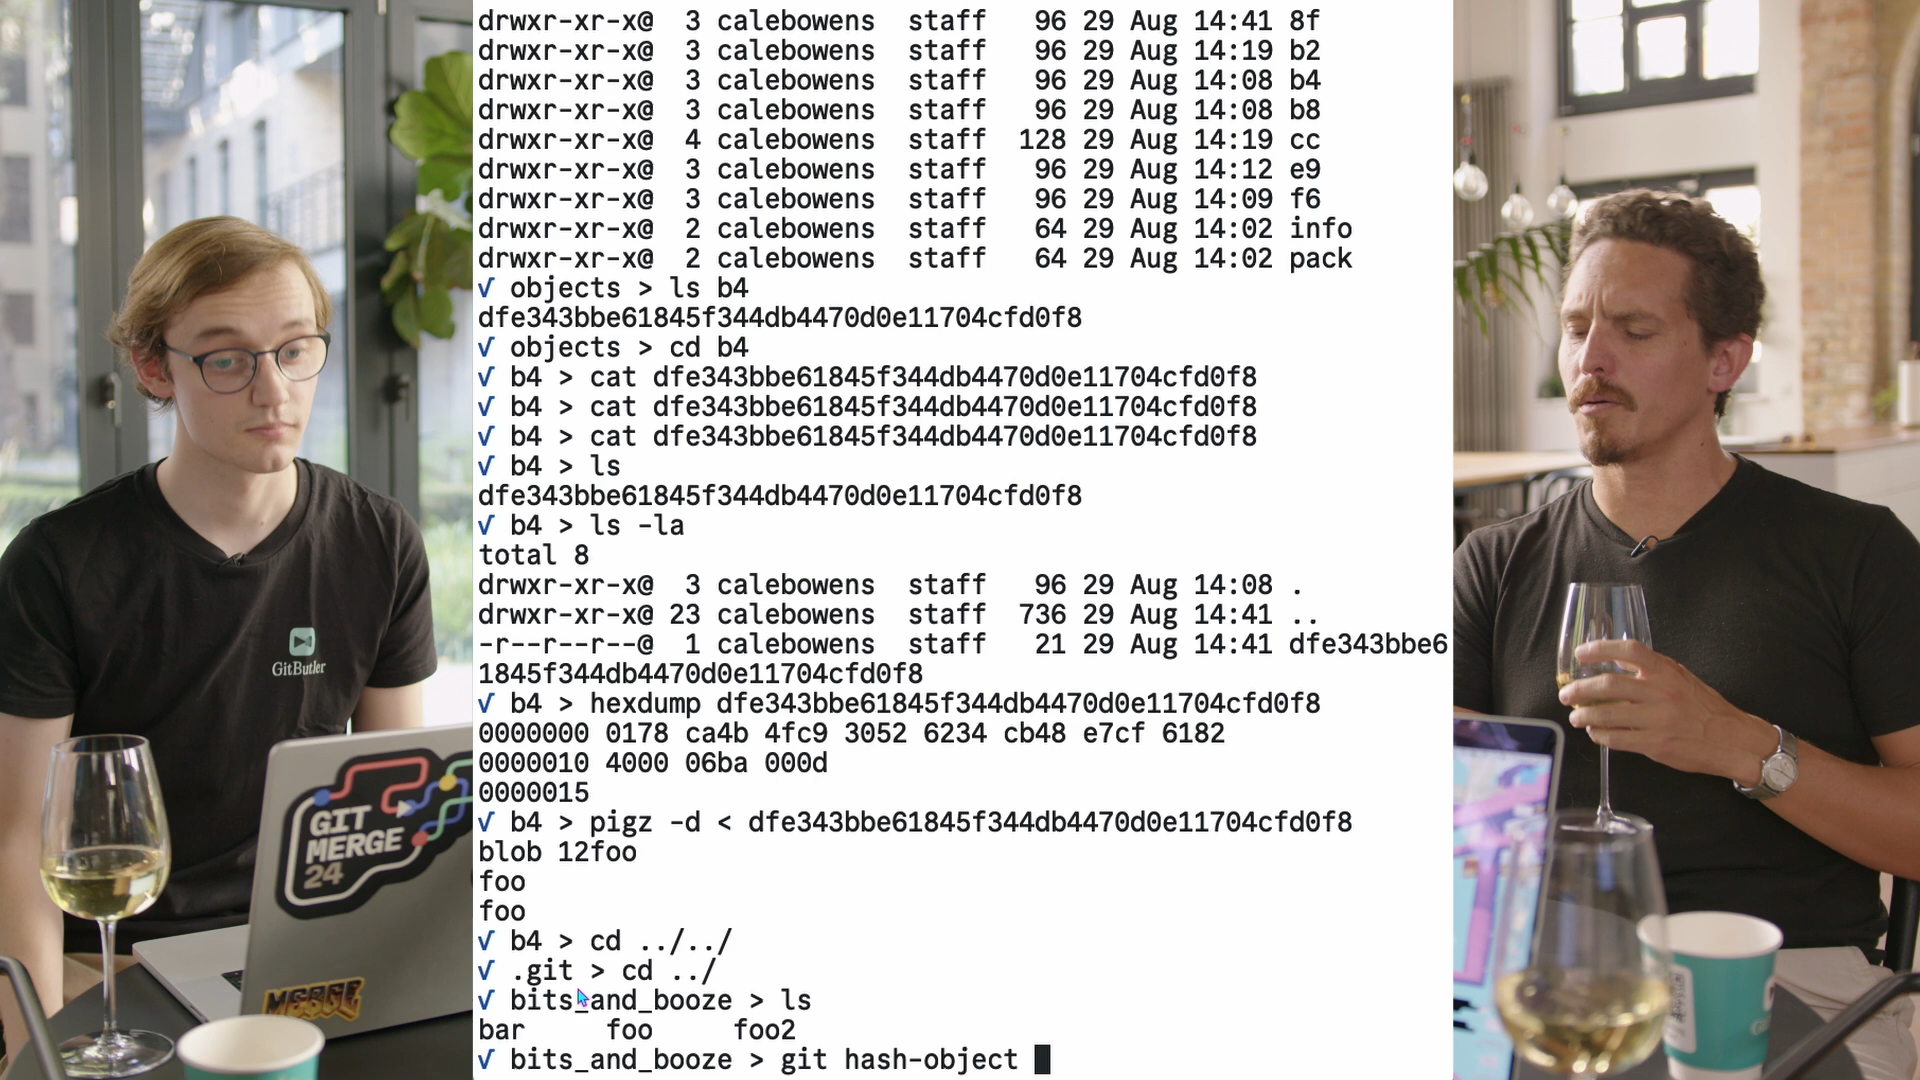 drwxr-xr-x@  3 calebowens  staff   96 29 Aug 14:41 8f
drwxr-xr-x@  3 calebowens  staff   96 29 Aug 14:19 b2
drwxr-xr-x@  3 calebowens  staff   96 29 Aug 14:08 b4
drwxr-xr-x@  3 calebowens  staff   96 29 Aug 14:08 b8
drwxr-xr-x@  4 calebowens  staff  128 29 Aug 14:19 cc
drwxr-xr-x@  3 calebowens  staff   96 29 Aug 14:12 e9
drwxr-xr-x@  3 calebowens  staff   96 29 Aug 14:09 f6
drwxr-xr-x@  2 calebowens  staff   64 29 Aug 14:02 info
drwxr-xr-x@  2 calebowens  staff   64 29 Aug 14:02 pack
√ objects > ls b4
dfe343bbe61845f344db4470d0e11704cfd0f8
√ objects > cd b4
√ b4 > cat dfe343bbe61845f344db4470d0e11704cfd0f8
√ b4 > cat dfe343bbe61845f344db4470d0e11704cfd0f8
√ b4 > cat dfe343bbe61845f344db4470d0e11704cfd0f8
√ b4 > ls
dfe343bbe61845f344db4470d0e11704cfd0f8
√ b4 > ls -la
total 8
drwxr-xr-x@  3 calebowens  staff   96 29 Aug 14:08 .
drwxr-xr-x@ 23 calebowens  staff  736 29 Aug 14:41 ..
-r--r--r--@  1 calebowens  staff   21 29 Aug 14:41 dfe343bbe6
1845f344db4470d0e11704cfd0f8
√ b4 > hexdump dfe343bbe61845f344db4470d0e11704cfd0f8
0000000 0178 ca4b 4fc9 3052 6234 cb48 e7cf 6182
0000010 4000 06ba 000d
0000015
√ b4 > pigz -d < dfe343bbe61845f344db4470d0e11704cfd0f8
blob 12foo
foo
foo
√ b4 > cd ../../
√ .git > cd ../
√ bits_and_booze > ls
bar     foo     foo2
√ bits_and_booze > git hash-object
GitButler
GIT
MERGE
24
MERGE